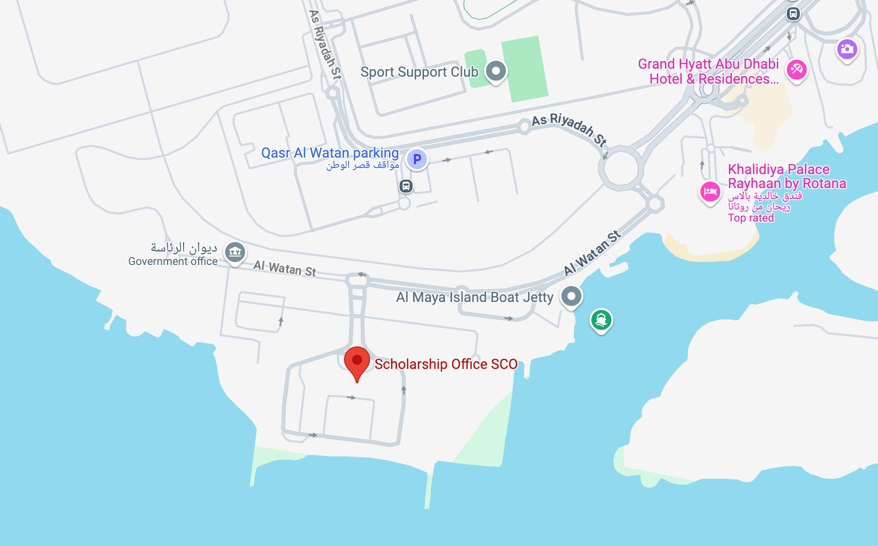 As Riyadh St
Sport Support Club
Grand Hyatt Abu Dhabi
Hotel & Residences...
As Riyadah St
Qasr Al Watan parking
مواقف قصر الوطن
P
Khalidiya Palace
Rayhaan by Rotana
فندق خالدية بالاس
ريحان من روتانا
Top rated
ديوان الرئاسة
Government office
Al Watan St
Al Watan St
Al Maya Island Boat Jetty
Scholarship Office SCO